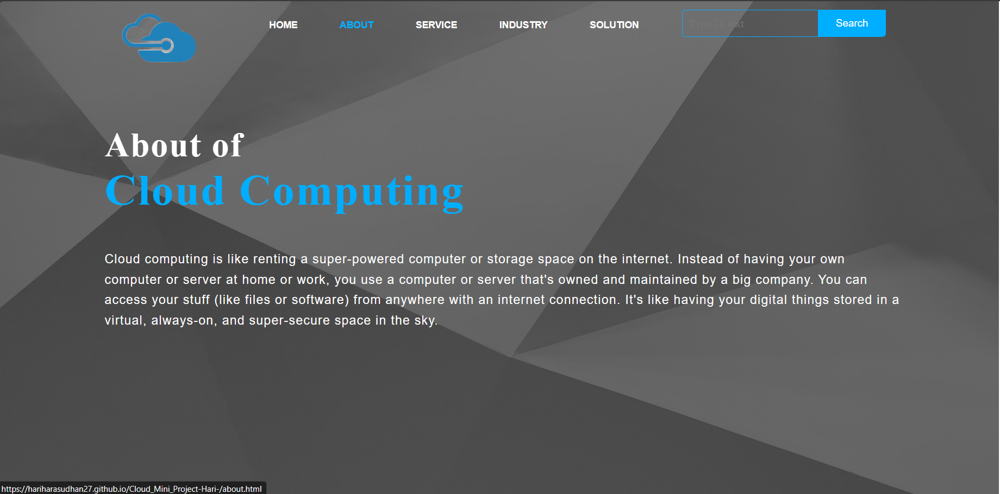 HOME ABOUT SERVICE INDUSTRY SOLUTION Type To text Search
About of
Cloud Computing
Cloud computing is like renting a super-powered computer or storage space on the internet. Instead of having your own
computer or server at home or work, you use a computer or server that's owned and maintained by a big company. You can
access your stuff (like files or software) from anywhere with an internet connection. It's like having your digital things stored in a
virtual, always-on, and super-secure space in the sky.
https://hariharasudhan27.github.io/Cloud_Mini_Project-Hari-/about.html